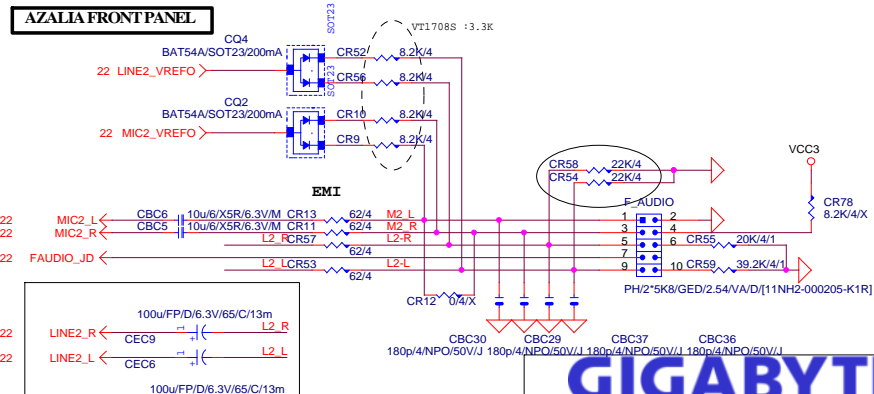 AZALIA FRONT PANEL
SOT23
VT1708S :3.3K
CQ4
BAT54A/SOT23/200mA
CR52 8.2K/4
22 LINE2_VREFO
SOT23
CR56 8.2K/4
CQ2
BAT54A/SOT23/200mA
CR10 8.2K/4
22 MIC2_VREFO
CR9 8.2K/4
CR58 22K/4
CR54 22K/4
VCC3
EMI
F_AUDIO
CR78
8.2K/4/X
22 MIC2_L CBC6 10u/6/X5R/6.3V/M CR13 62/4 M2_L 1 2
22 MIC2_R CBC5 10u/6/X5R/6.3V/M CR11 62/4 M2_R 3 4
L2_R CR57 62/4 L2-R 5 6 CR55 20K/4/1
22 FAUDIO_JD 7
L2_L CR53 62/4 L2-L 9 10 CR59 39.2K/4/1
PH/2*5K8/GED/2.54/VA/D/[11NH2-000205-K1R]
CR12 0/4/X
100u/FP/D/6.3V/65/C/13m
22 LINE2_R CEC9 1 + L2_R
22 LINE2_L CEC6 1 + L2_L
100u/FP/D/6.3V/65/C/13m
CBC30 CBC29 CBC37 CBC36
180p/4/NPO/50V/J 180p/4/NPO/50V/J 180p/4/NPO/50V/J 180p/4/NPO/50V/J
GIGABYT